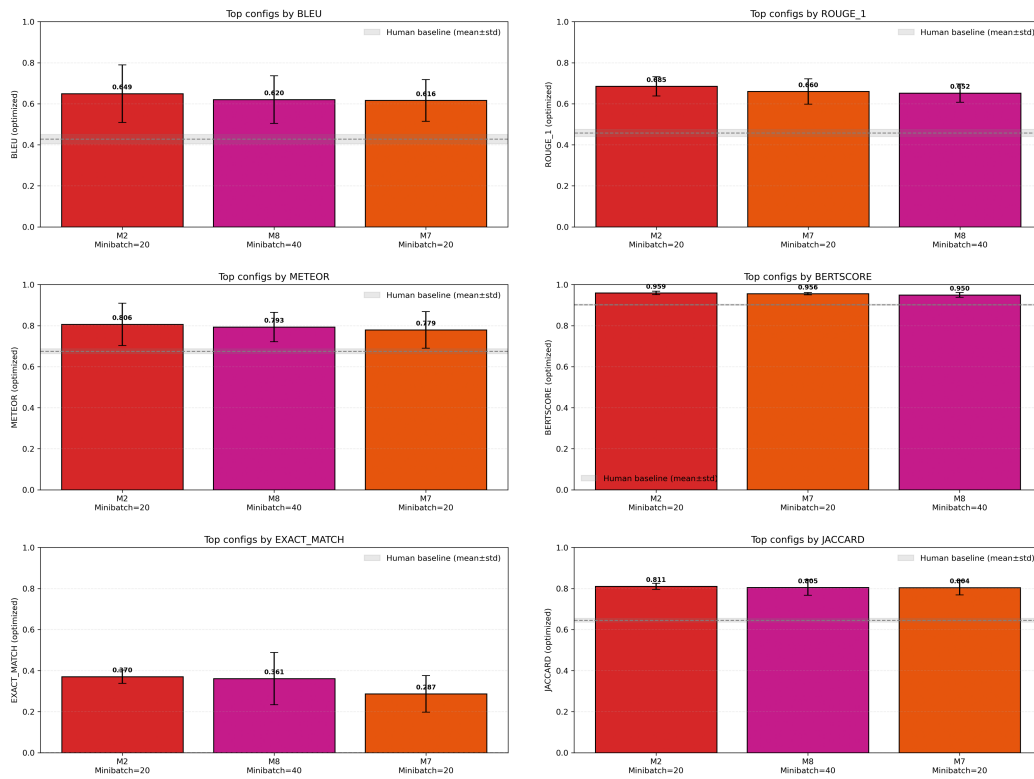 Top configs by BLEU
Human baseline (mean±std)
BLEU (optimized)
1.0
0.8
0.6
0.4
0.2
0.0
0.649
0.620
0.616
M2
Minibatch=20
M8
Minibatch=40
M7
Minibatch=20
Top configs by ROUGE_1
Human baseline (mean±std)
ROUGE_1 (optimized)
1.0
0.8
0.6
0.4
0.2
0.0
0.685
0.660
0.652
M2
Minibatch=20
M7
Minibatch=20
M8
Minibatch=40
Top configs by METEOR
Human baseline (mean±std)
METEOR (optimized)
1.0
0.8
0.6
0.4
0.2
0.0
0.806
0.793
0.779
M2
Minibatch=20
M8
Minibatch=40
M7
Minibatch=20
Top configs by BERTSCORE
BERTSCORE (optimized)
1.0
0.8
0.6
0.4
0.2
0.0
0.959
0.956
0.950
Human baseline (mean±std)
M2
Minibatch=20
M7
Minibatch=20
M8
Minibatch=40
Top configs by EXACT_MATCH
Human baseline (mean±std)
EXACT_MATCH (optimized)
1.0
0.8
0.6
0.4
0.2
0.0
0.370
0.361
0.287
M2
Minibatch=20
M8
Minibatch=40
M7
Minibatch=20
Top configs by JACCARD
Human baseline (mean±std)
JACCARD (optimized)
1.0
0.8
0.6
0.4
0.2
0.0
0.811
0.805
0.804
M2
Minibatch=20
M8
Minibatch=40
M7
Minibatch=20